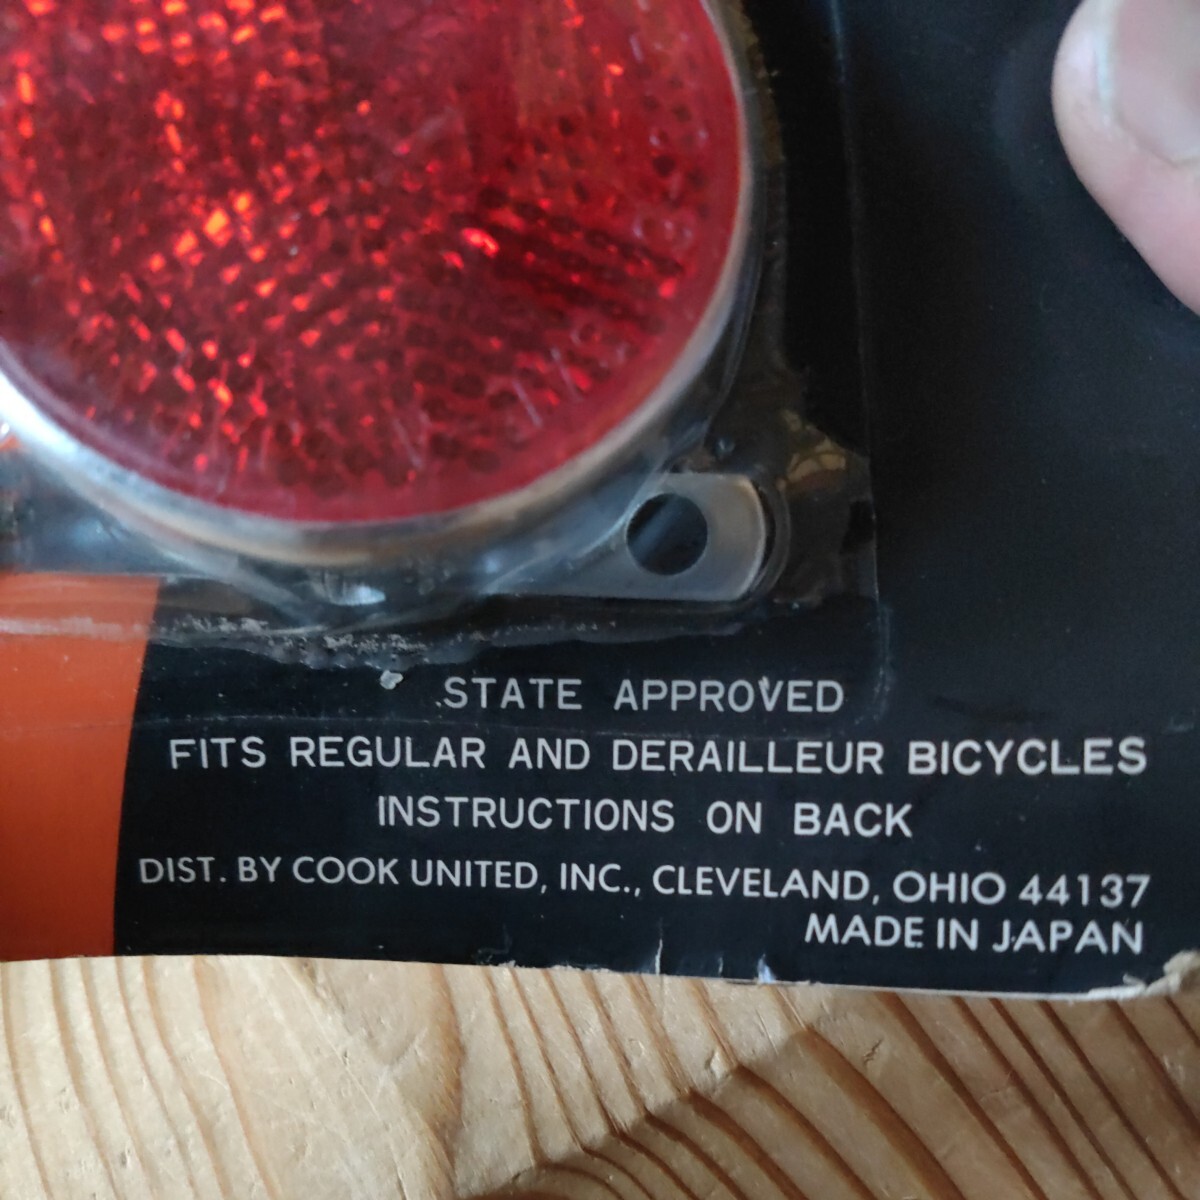 STATE APPROVED
FITS REGULAR AND DERAILLEUR BICYCLES
INSTRUCTIONS ON BACK
DIST. BY COOK UNITED, INC., CLEVELAND, OHIO 44137
MADE IN JAPAN